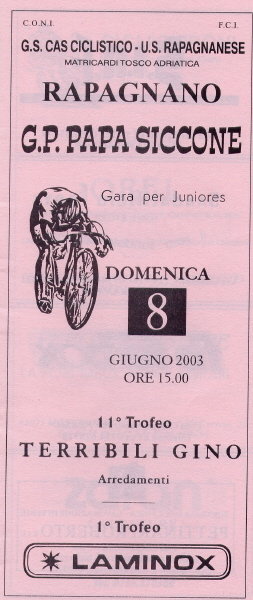 C.O.N.I. F.C.I.
G.S. CAS CICLISTICO - U.S. RAPAGNANESE
MATRICARDI TOSCO ADRIATICA
RAPAGNANO
G.P. PAPA SICCONE
Gara per Juniores
DOMENICA
8
GIUGNO 2003
ORE 15.00
11° Trofeo
TERRIBILI GINO
Arredamenti
1° Trofeo
LAMINOX